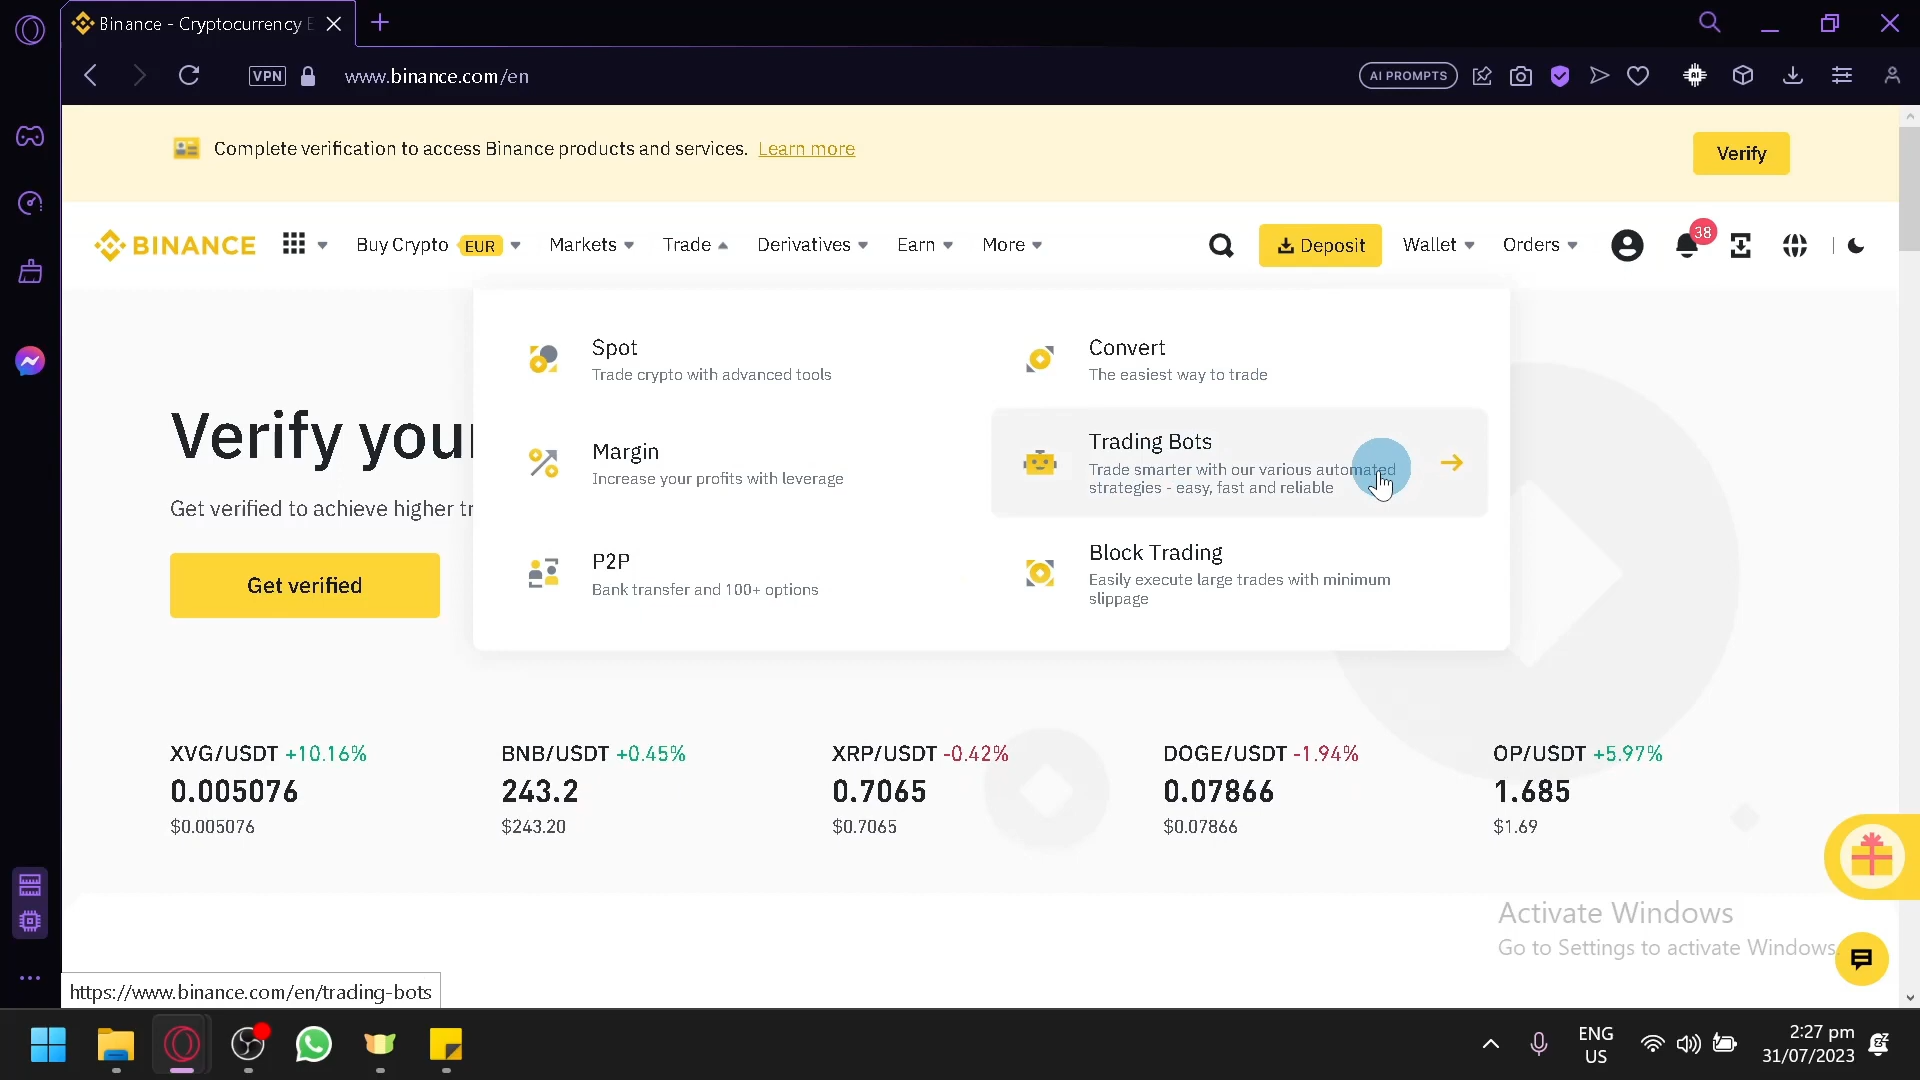 Binance - Cryptocurrency E
VPN
www.binance.com/en
AI PROMPTS
Complete verification to access Binance products and services. Learn more
Verify
BINANCE
Buy Crypto EUR
Markets
Trade
Derivatives
Earn
More
Deposit
Wallet
Orders
38
Spot
Trade crypto with advanced tools
Convert
The easiest way to trade
Margin
Increase your profits with leverage
Trading Bots
Trade smarter with our various automated
strategies - easy, fast and reliable
P2P
Bank transfer and 100+ options
Block Trading
Easily execute large trades with minimum
slippage
Verify your
Get verified to achieve higher tr
Get verified
XVG/USDT +10.16%
0.005076
$0.005076
BNB/USDT +0.45%
243.2
$243.20
XRP/USDT -0.42%
0.7065
$0.7065
DOGE/USDT -1.94%
0.07866
$0.07866
OP/USDT +5.97%
1.685
$1.69
Activate Windows
Go to Settings to activate Windows.
https://www.binance.com/en/trading-bots
ENG
US
2:27 pm
31/07/2023